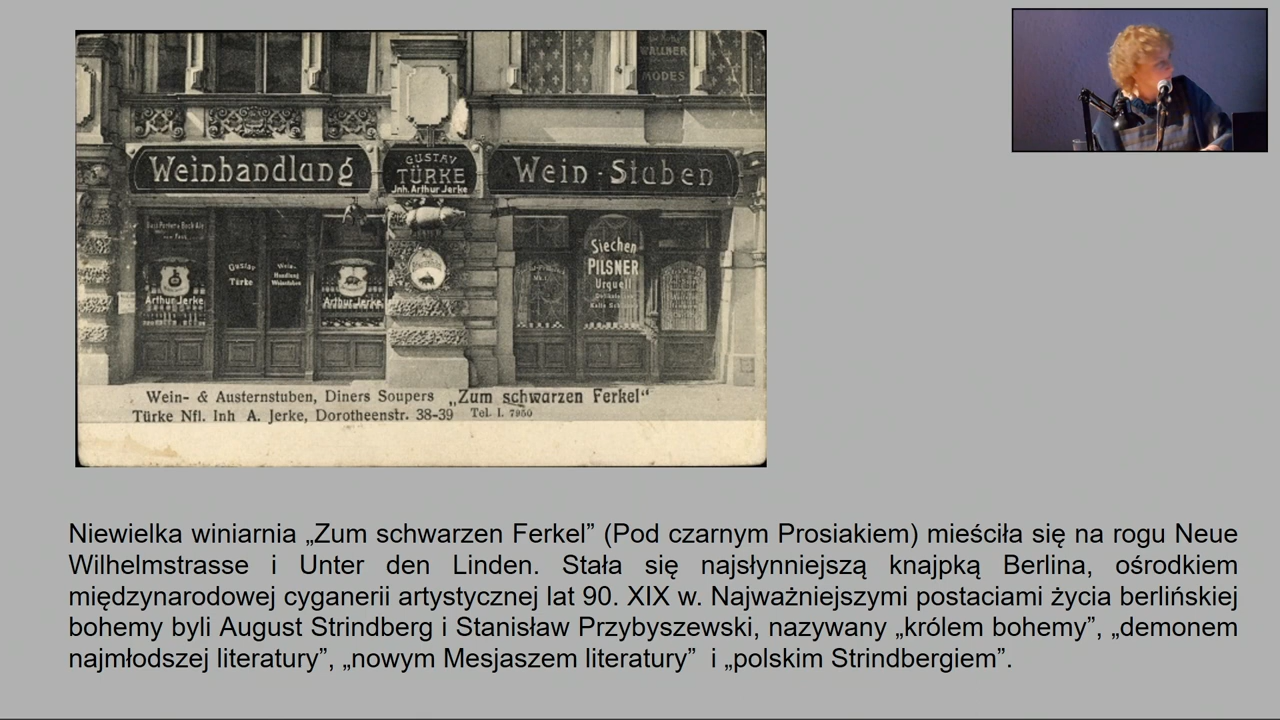 WALLNER
MODES
Weinhandlung
GUSTAV
TÜRKE
Jnh. Arthur Jerke
Wein-Stuben
Gustav
Türke
Wein-
Handlung
Weinstuben
Arthur Jerke
Arthur Jerke
Siechen
PILSNER
Urquell
Wein- & Austernstuben, Diners Soupers „Zum schwarzen Ferkel“
Türke Nfl. Inh A. Jerke, Dorotheenstr. 38-39 Tel. I. 7950
Niewielka winiarnia „Zum schwarzen Ferkel” (Pod czarnym Prosiakiem) mieściła się na rogu Neue
Wilhelmstrasse i Unter den Linden. Stała się najsłynniejszą knajpką Berlina, ośrodkiem
międzynarodowej cyganerii artystycznej lat 90. XIX w. Najważniejszymi postaciami życia berlińskiej
bohemy byli August Strindberg i Stanisław Przybyszewski, nazywany „królem bohemy”, „demonem
najmłodszej literatury”, „nowym Mesjaszem literatury” i „polskim Strindbergiem”.